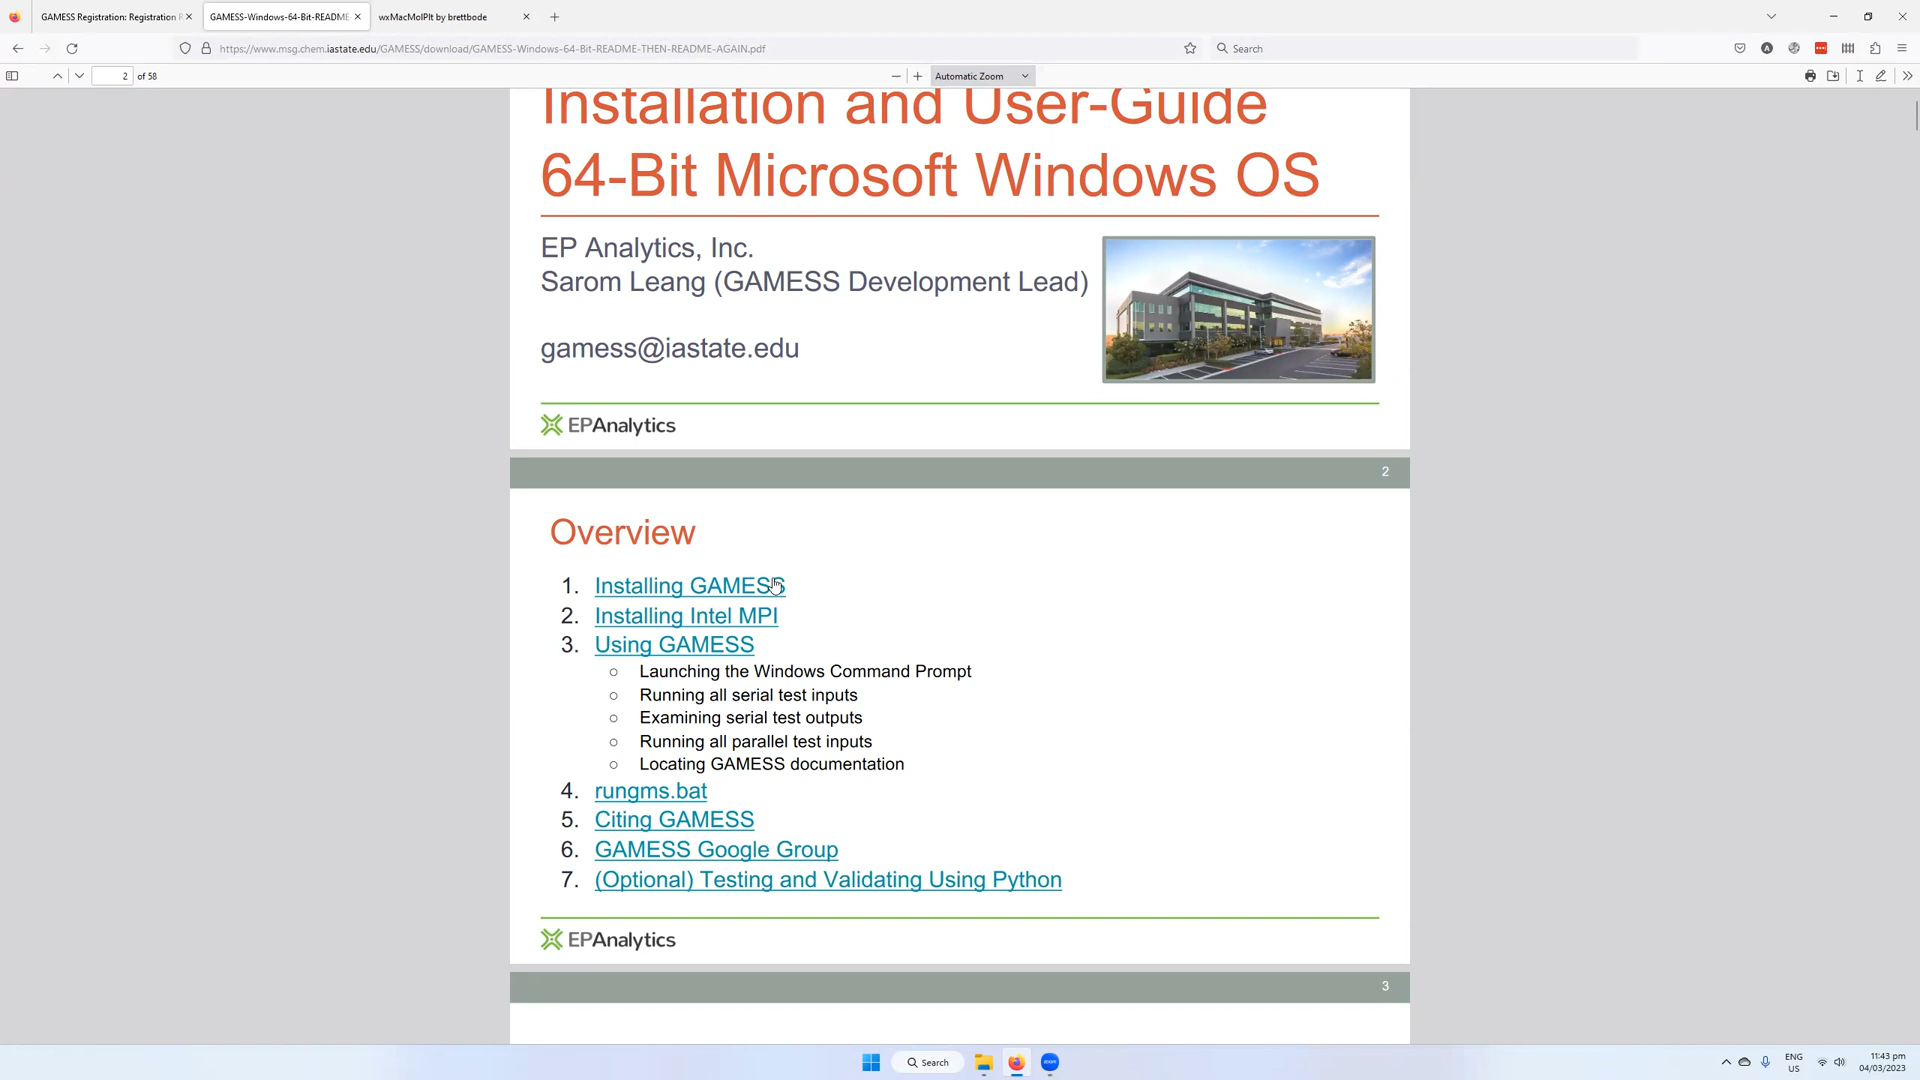 GAMESS Registration: Registration P
GAMESS-Windows-64-Bit-README
wxMacMolPlt by brettbode
https://www.msg.chem.iastate.edu/GAMESS/download/GAMESS-Windows-64-Bit-README-THEN-README-AGAIN.pdf
Search
2 of 58
Automatic Zoom
Installation and User-Guide
64-Bit Microsoft Windows OS
EP Analytics, Inc.
Sarom Leang (GAMESS Development Lead)
gamess@iastate.edu
EPAnalytics
2
Overview
1. Installing GAMESS
2. Installing Intel MPI
3. Using GAMESS
○ Launching the Windows Command Prompt
○ Running all serial test inputs
○ Examining serial test outputs
○ Running all parallel test inputs
○ Locating GAMESS documentation
4. rungms.bat
5. Citing GAMESS
6. GAMESS Google Group
7. (Optional) Testing and Validating Using Python
EPAnalytics
3
Search
zoom
ENG
US
11:43 pm
04/03/2023